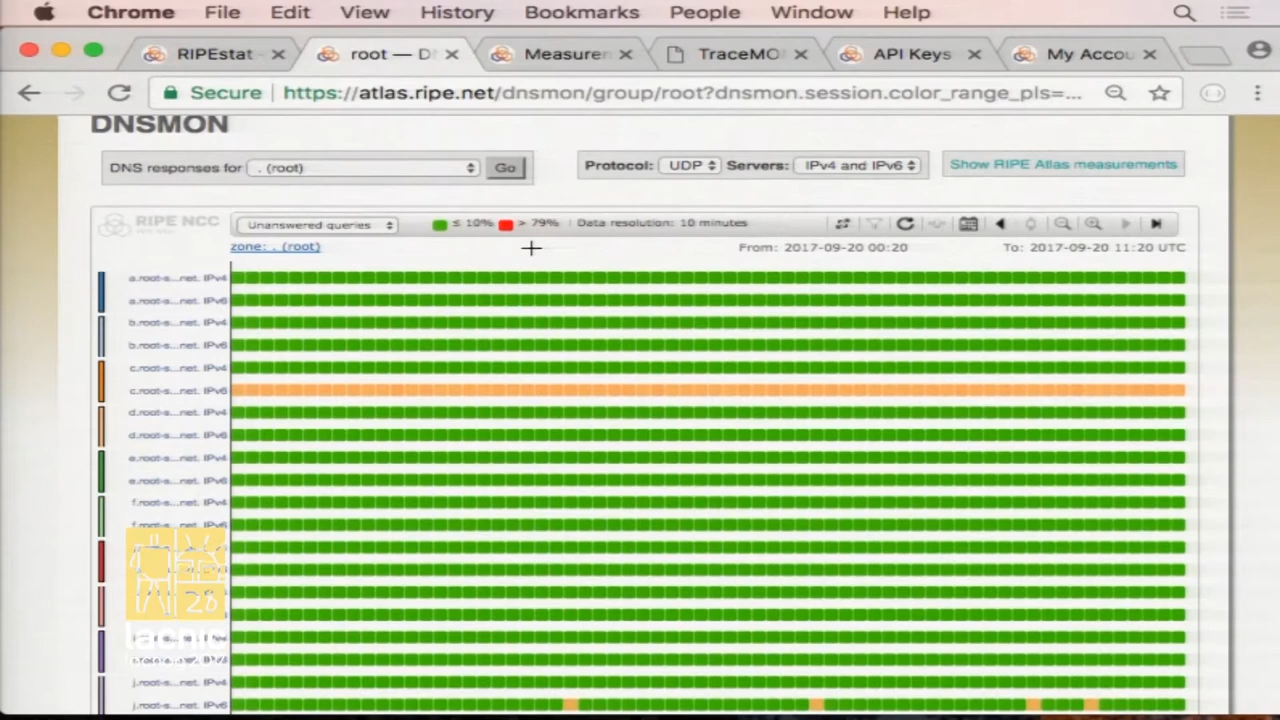 Chrome File Edit View History Bookmarks People Window Help
RIPEstat - root — D Measurem TraceMO API Keys My Accou
Secure https://atlas.ripe.net/dnsmon/group/root?dnsmon.session.color_range_pls=...
DNSMON
DNS responses for . (root) Go Protocol: UDP Servers: IPv4 and IPv6 Show RIPE Atlas measurements
RIPE NCC Unanswered queries ≤ 10% > 79% Data resolution: 10 minutes
zone: . (root) From: 2017-09-20 00:20 To: 2017-09-20 11:20 UTC
a.root-s...net. IPv4
a.root-s...net. IPv6
b.root-s...net. IPv4
b.root-s...net. IPv6
c.root-s...net. IPv4
c.root-s...net. IPv6
d.root-s...net. IPv4
d.root-s...net. IPv6
e.root-s...net. IPv4
e.root-s...net. IPv6
f.root-s...net. IPv4
f.root-s...net. IPv6
28
lacnic
j.root-s...net. IPv4
j.root-s...net. IPv6